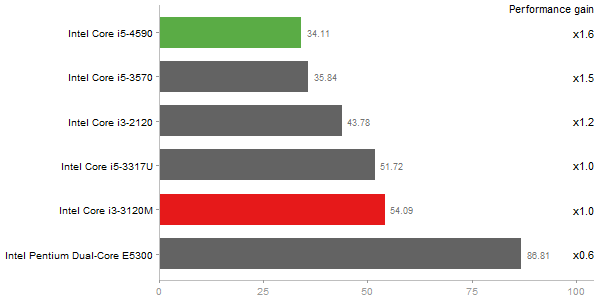 Performance gain
Intel Core i5-4590 34.11 x1.6
Intel Core i5-3570 35.84 x1.5
Intel Core i3-2120 43.78 x1.2
Intel Core i5-3317U 51.72 x1.0
Intel Core i3-3120M 54.09 x1.0
Intel Pentium Dual-Core E5300 86.81 x0.6
0 25 50 75 100